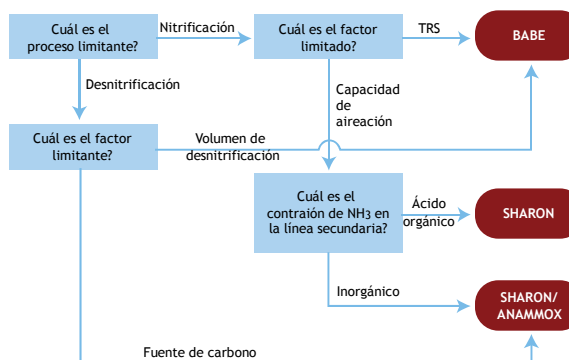 Cuál es el
proceso limitante?
Nitrificación
Cuál es el factor
limitado?
TRS
BABE
Desnitrificación
Capacidad
de
aireación
Cuál es el factor
limitante?
Volumen de
desnitrificación
Cuál es el
contraión de NH3 en
la línea secundaria?
Ácido
orgánico
SHARON
Inorgánico
SHARON/
ANAMMOX
Fuente de carbono